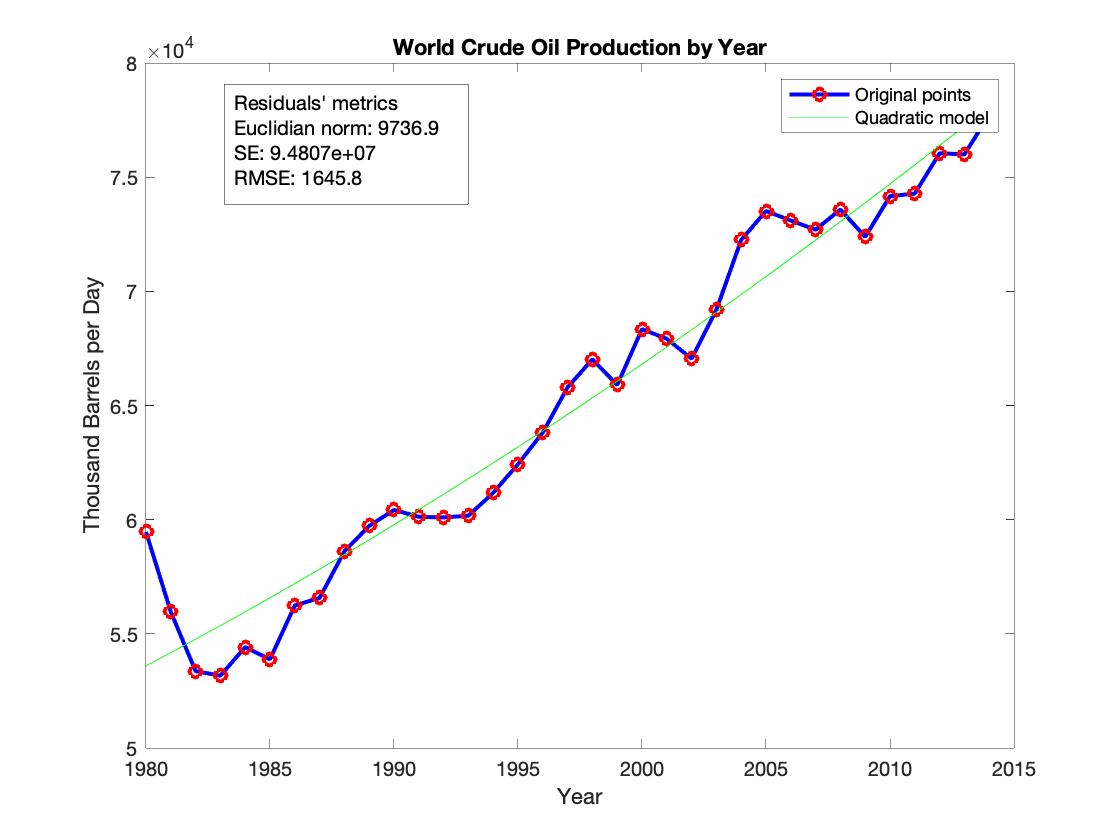 World Crude Oil Production by Year
×10^4
8
7.5
7
6.5
6
5.5
5
Thousand Barrels per Day
Residuals' metrics
Euclidian norm: 9736.9
SE: 9.4807e+07
RMSE: 1645.8
Original points
Quadratic model
1980 1985 1990 1995 2000 2005 2010 2015
Year